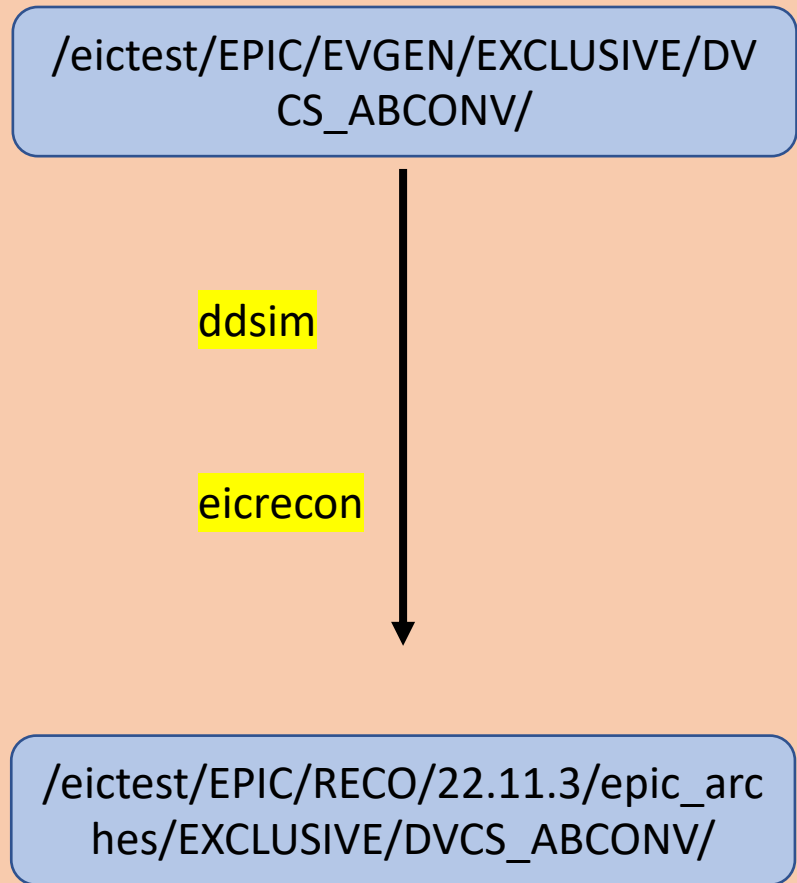 /eictest/EPIC/EVGEN/EXCLUSIVE/DV
CS_ABCONV/
ddsim
eicrecon
/eictest/EPIC/RECO/22.11.3/epic_arc
hes/EXCLUSIVE/DVCS_ABCONV/